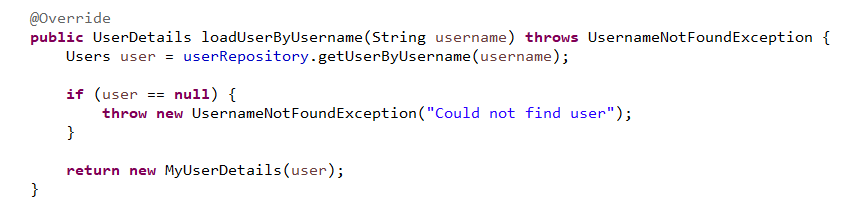 @Override
public UserDetails loadUserByUsername(String username) throws UsernameNotFoundException {
    Users user = userRepository.getUserByUsername(username);

    if (user == null) {
        throw new UsernameNotFoundException("Could not find user");
    }

    return new MyUserDetails(user);
}